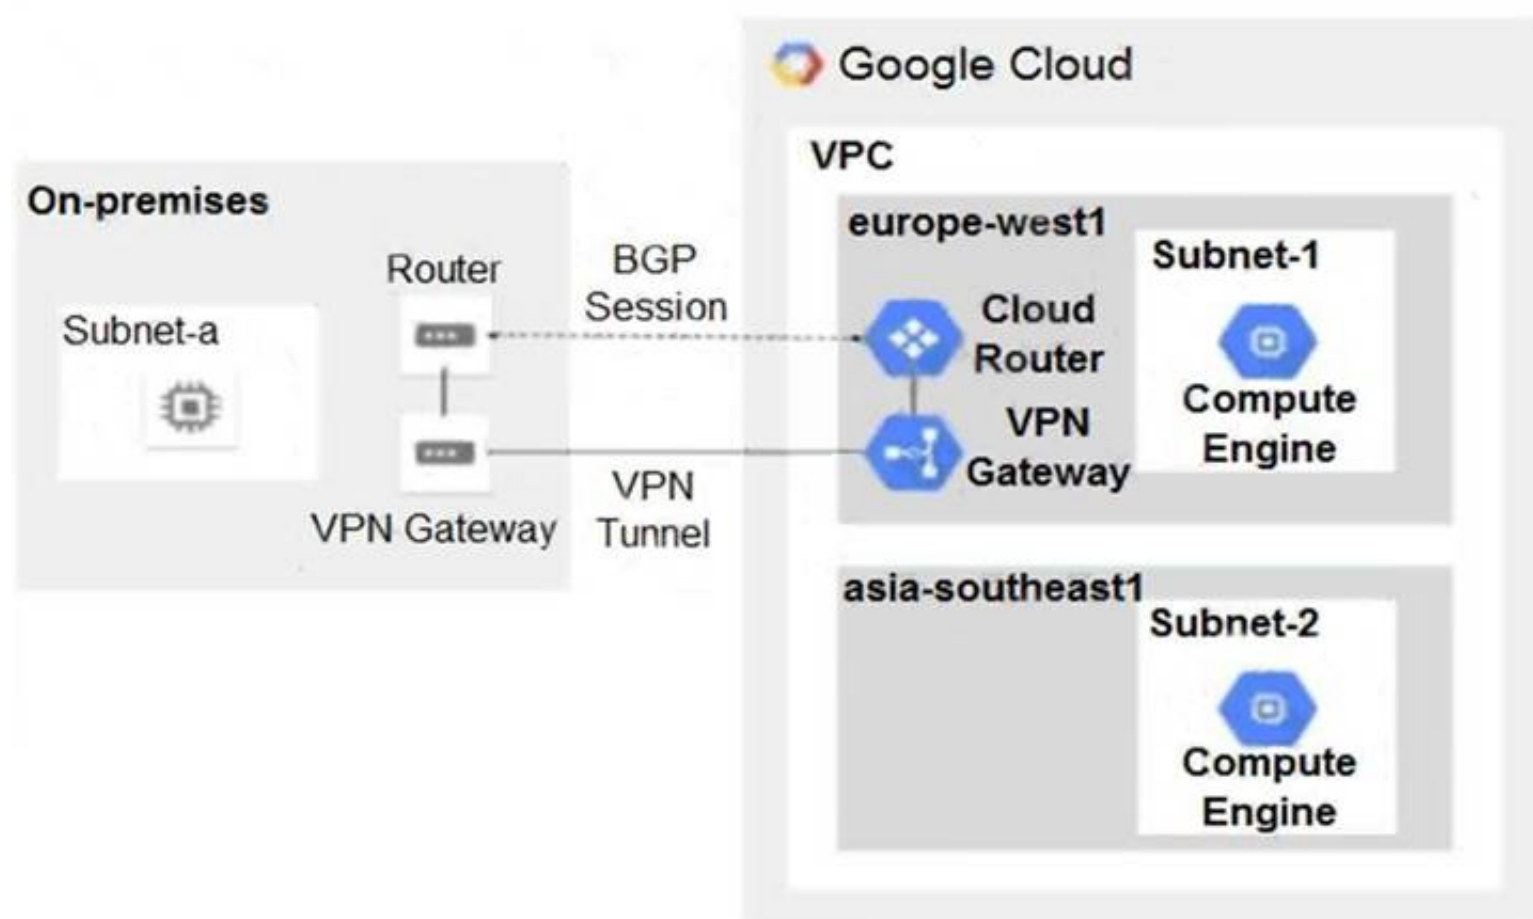 Google Cloud
VPC
On-premises
europe-west1
Subnet-1
Router
BGP
Session
Cloud
Router
Subnet-a
Compute
Engine
VPN
Gateway
VPN
Tunnel
VPN Gateway
asia-southeast1
Subnet-2
Compute
Engine